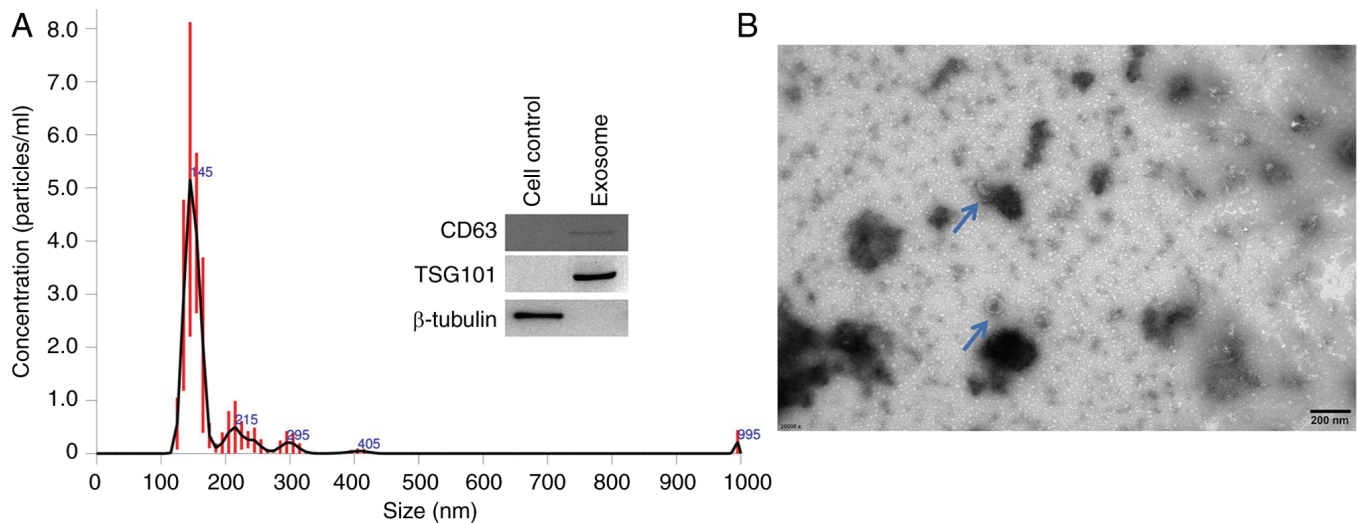 A
B
Concentration (particles/ml)
8.0
7.0
6.0
5.0
4.0
3.0
2.0
1.0
0
145
215
295
405
995
0 100 200 300 400 500 600 700 800 900 1000
Size (nm)
Cell control
Exosome
CD63
TSG101
β-tubulin
20000 x
200 nm